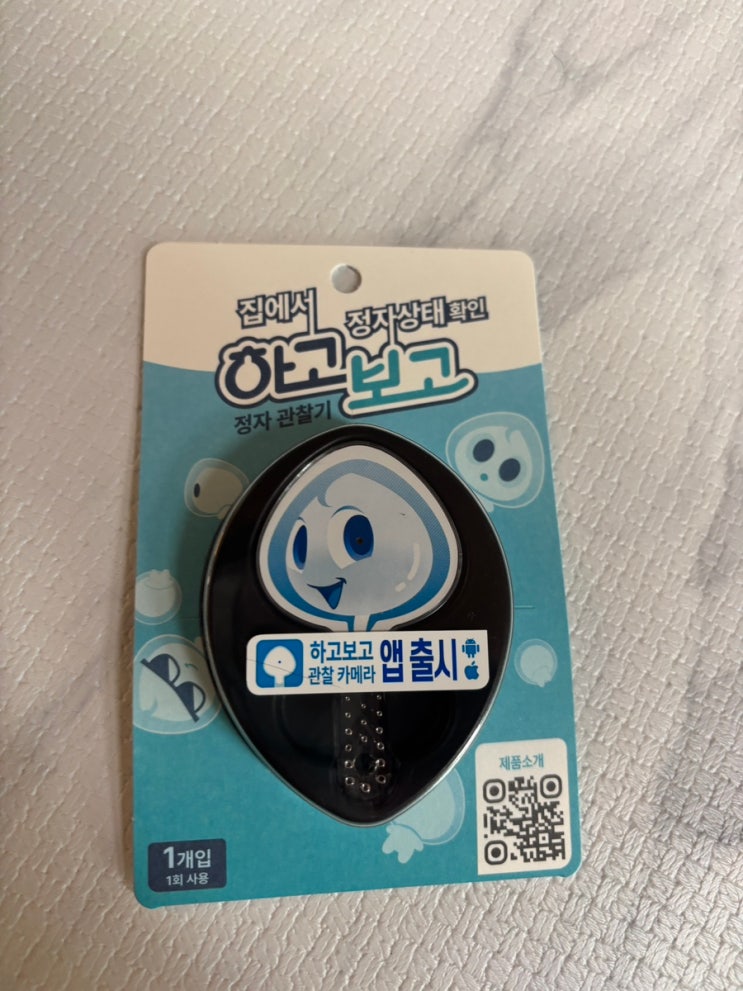 집에서
정자상태 확인
하고보고
정자 관찰기
하고보고
관찰 카메라
앱 출시
제품소개
1개입
1회 사용